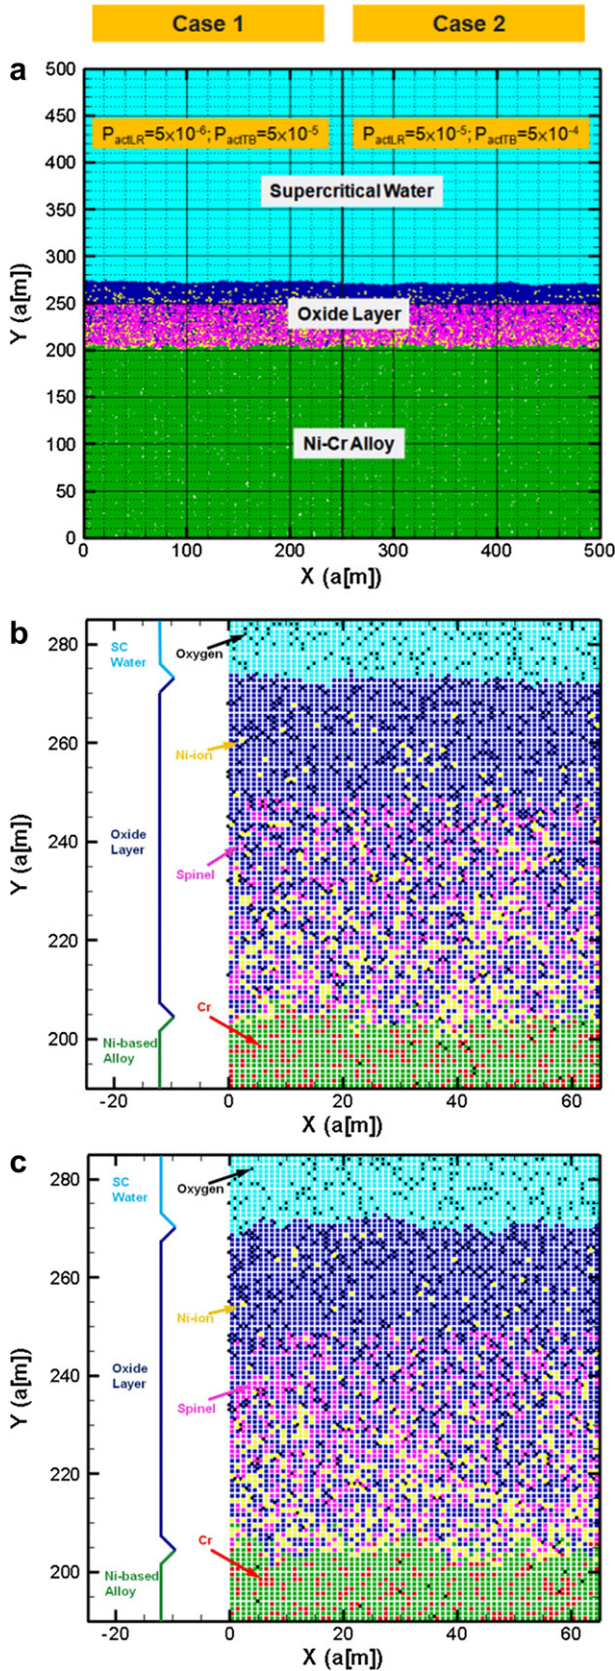 Case 1 Case 2
a
500
450
P_actLR=5×10^-6; P_actTB=5×10^-5 P_actLR=5×10^-5; P_actTB=5×10^-4
400
Supercritical Water
350
300
250
Oxide Layer
200
150
Ni-Cr Alloy
100
50
0
Y (a[m])
0 100 200 300 400 500
X (a[m])
b
280
SC
Water
Oxygen
260
Ni-ion
240
Oxide
Layer
Spinel
220
Cr
200
Ni-based
Alloy
Y (a[m])
-20 0 20 40 60
X (a[m])
c
280
SC
Water
Oxygen
260
Ni-ion
240
Oxide
Layer
Spinel
220
Cr
200
Ni-based
Alloy
Y (a[m])
-20 0 20 40 60
X (a[m])